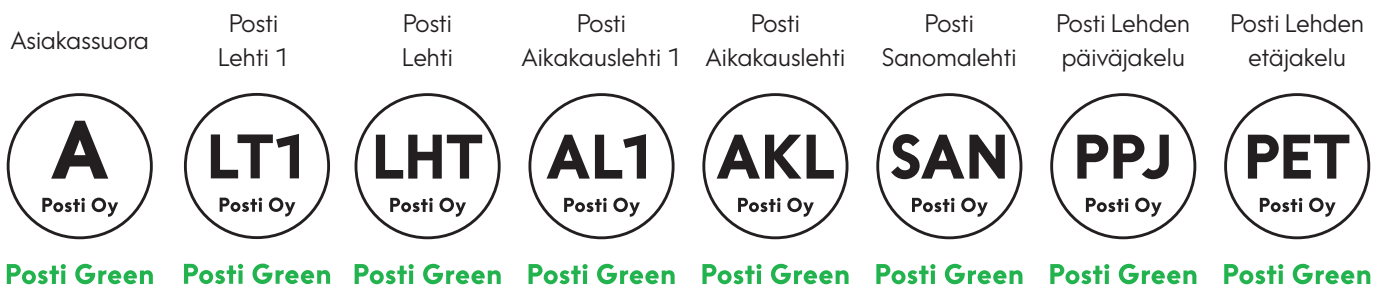 Asiakassuora
A
Posti Oy
Posti Green
Posti
Lehti 1
LT1
Posti Oy
Posti Green
Posti
Lehti
LHT
Posti Oy
Posti Green
Posti
Aikakauslehti 1
AL1
Posti Oy
Posti Green
Posti
Aikakauslehti
AKL
Posti Oy
Posti Green
Posti
Sanomalehti
SAN
Posti Oy
Posti Green
Posti Lehden
päiväjakelu
PPJ
Posti Oy
Posti Green
Posti Lehden
etäjakelu
PET
Posti Oy
Posti Green